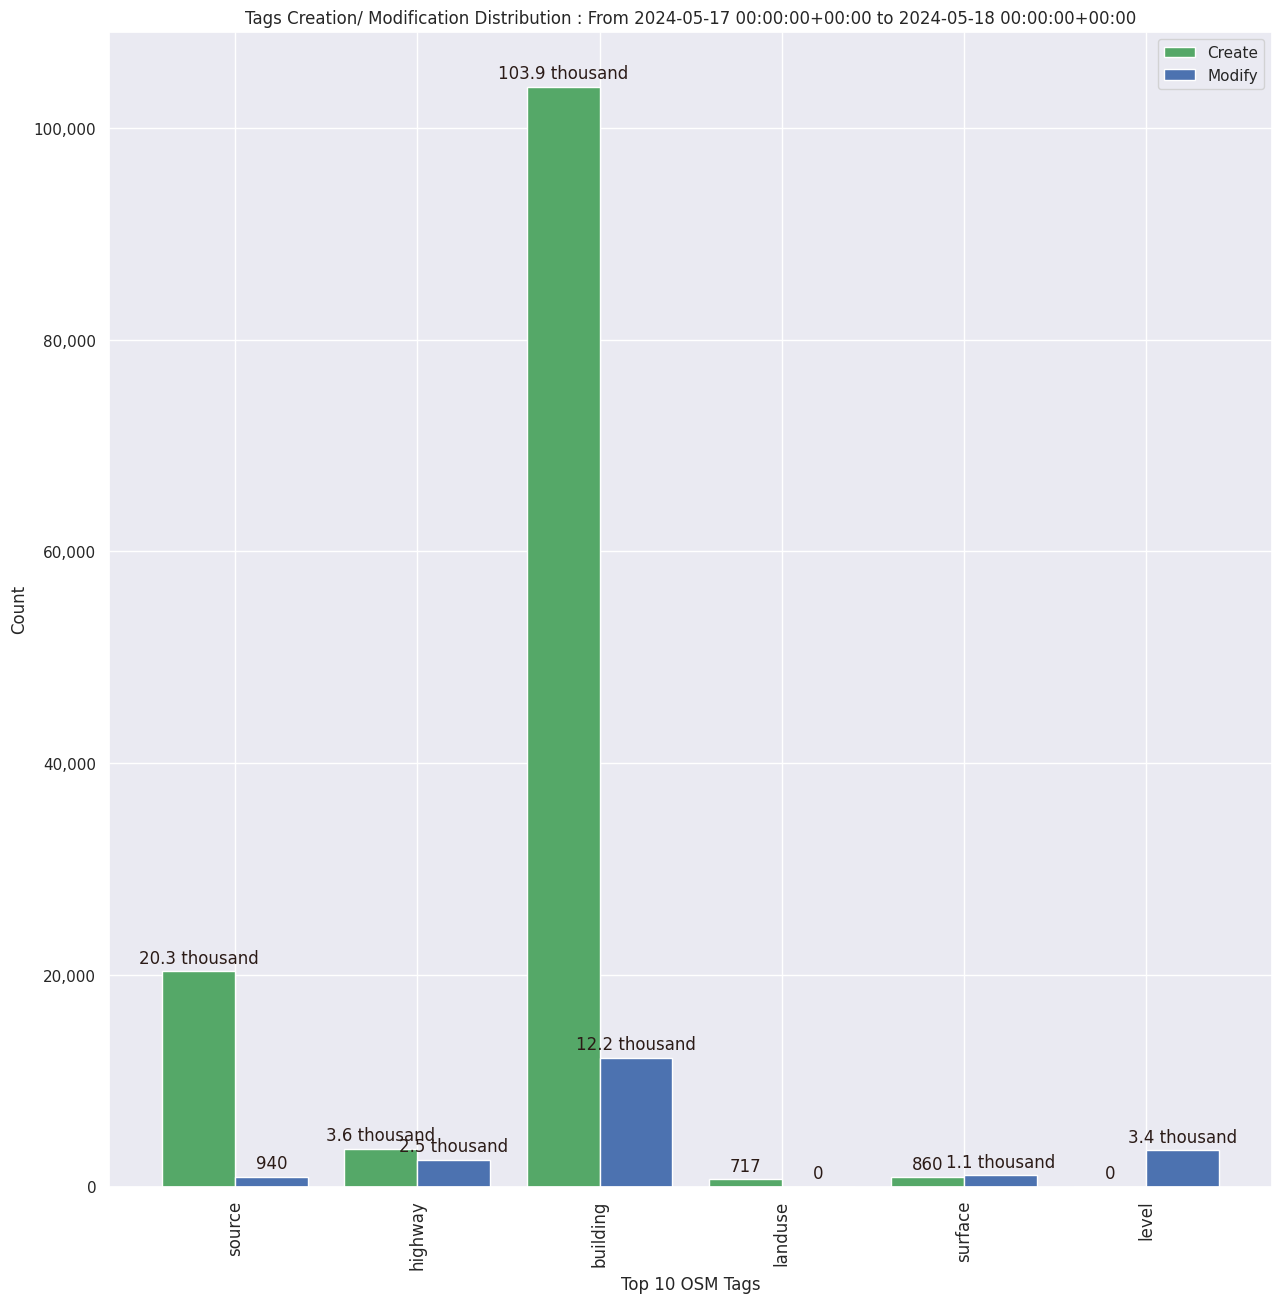 Tags Creation/ Modification Distribution : From 2024-05-17 00:00:00+00:00 to 2024-05-18 00:00:00+00:00
Create
Modify
103.9 thousand
100,000
80,000
60,000
40,000
20,000
0
Count
20.3 thousand
940
3.6 thousand
2.5 thousand
12.2 thousand
717
0
860
1.1 thousand
0
3.4 thousand
source
highway
building
landuse
surface
level
Top 10 OSM Tags